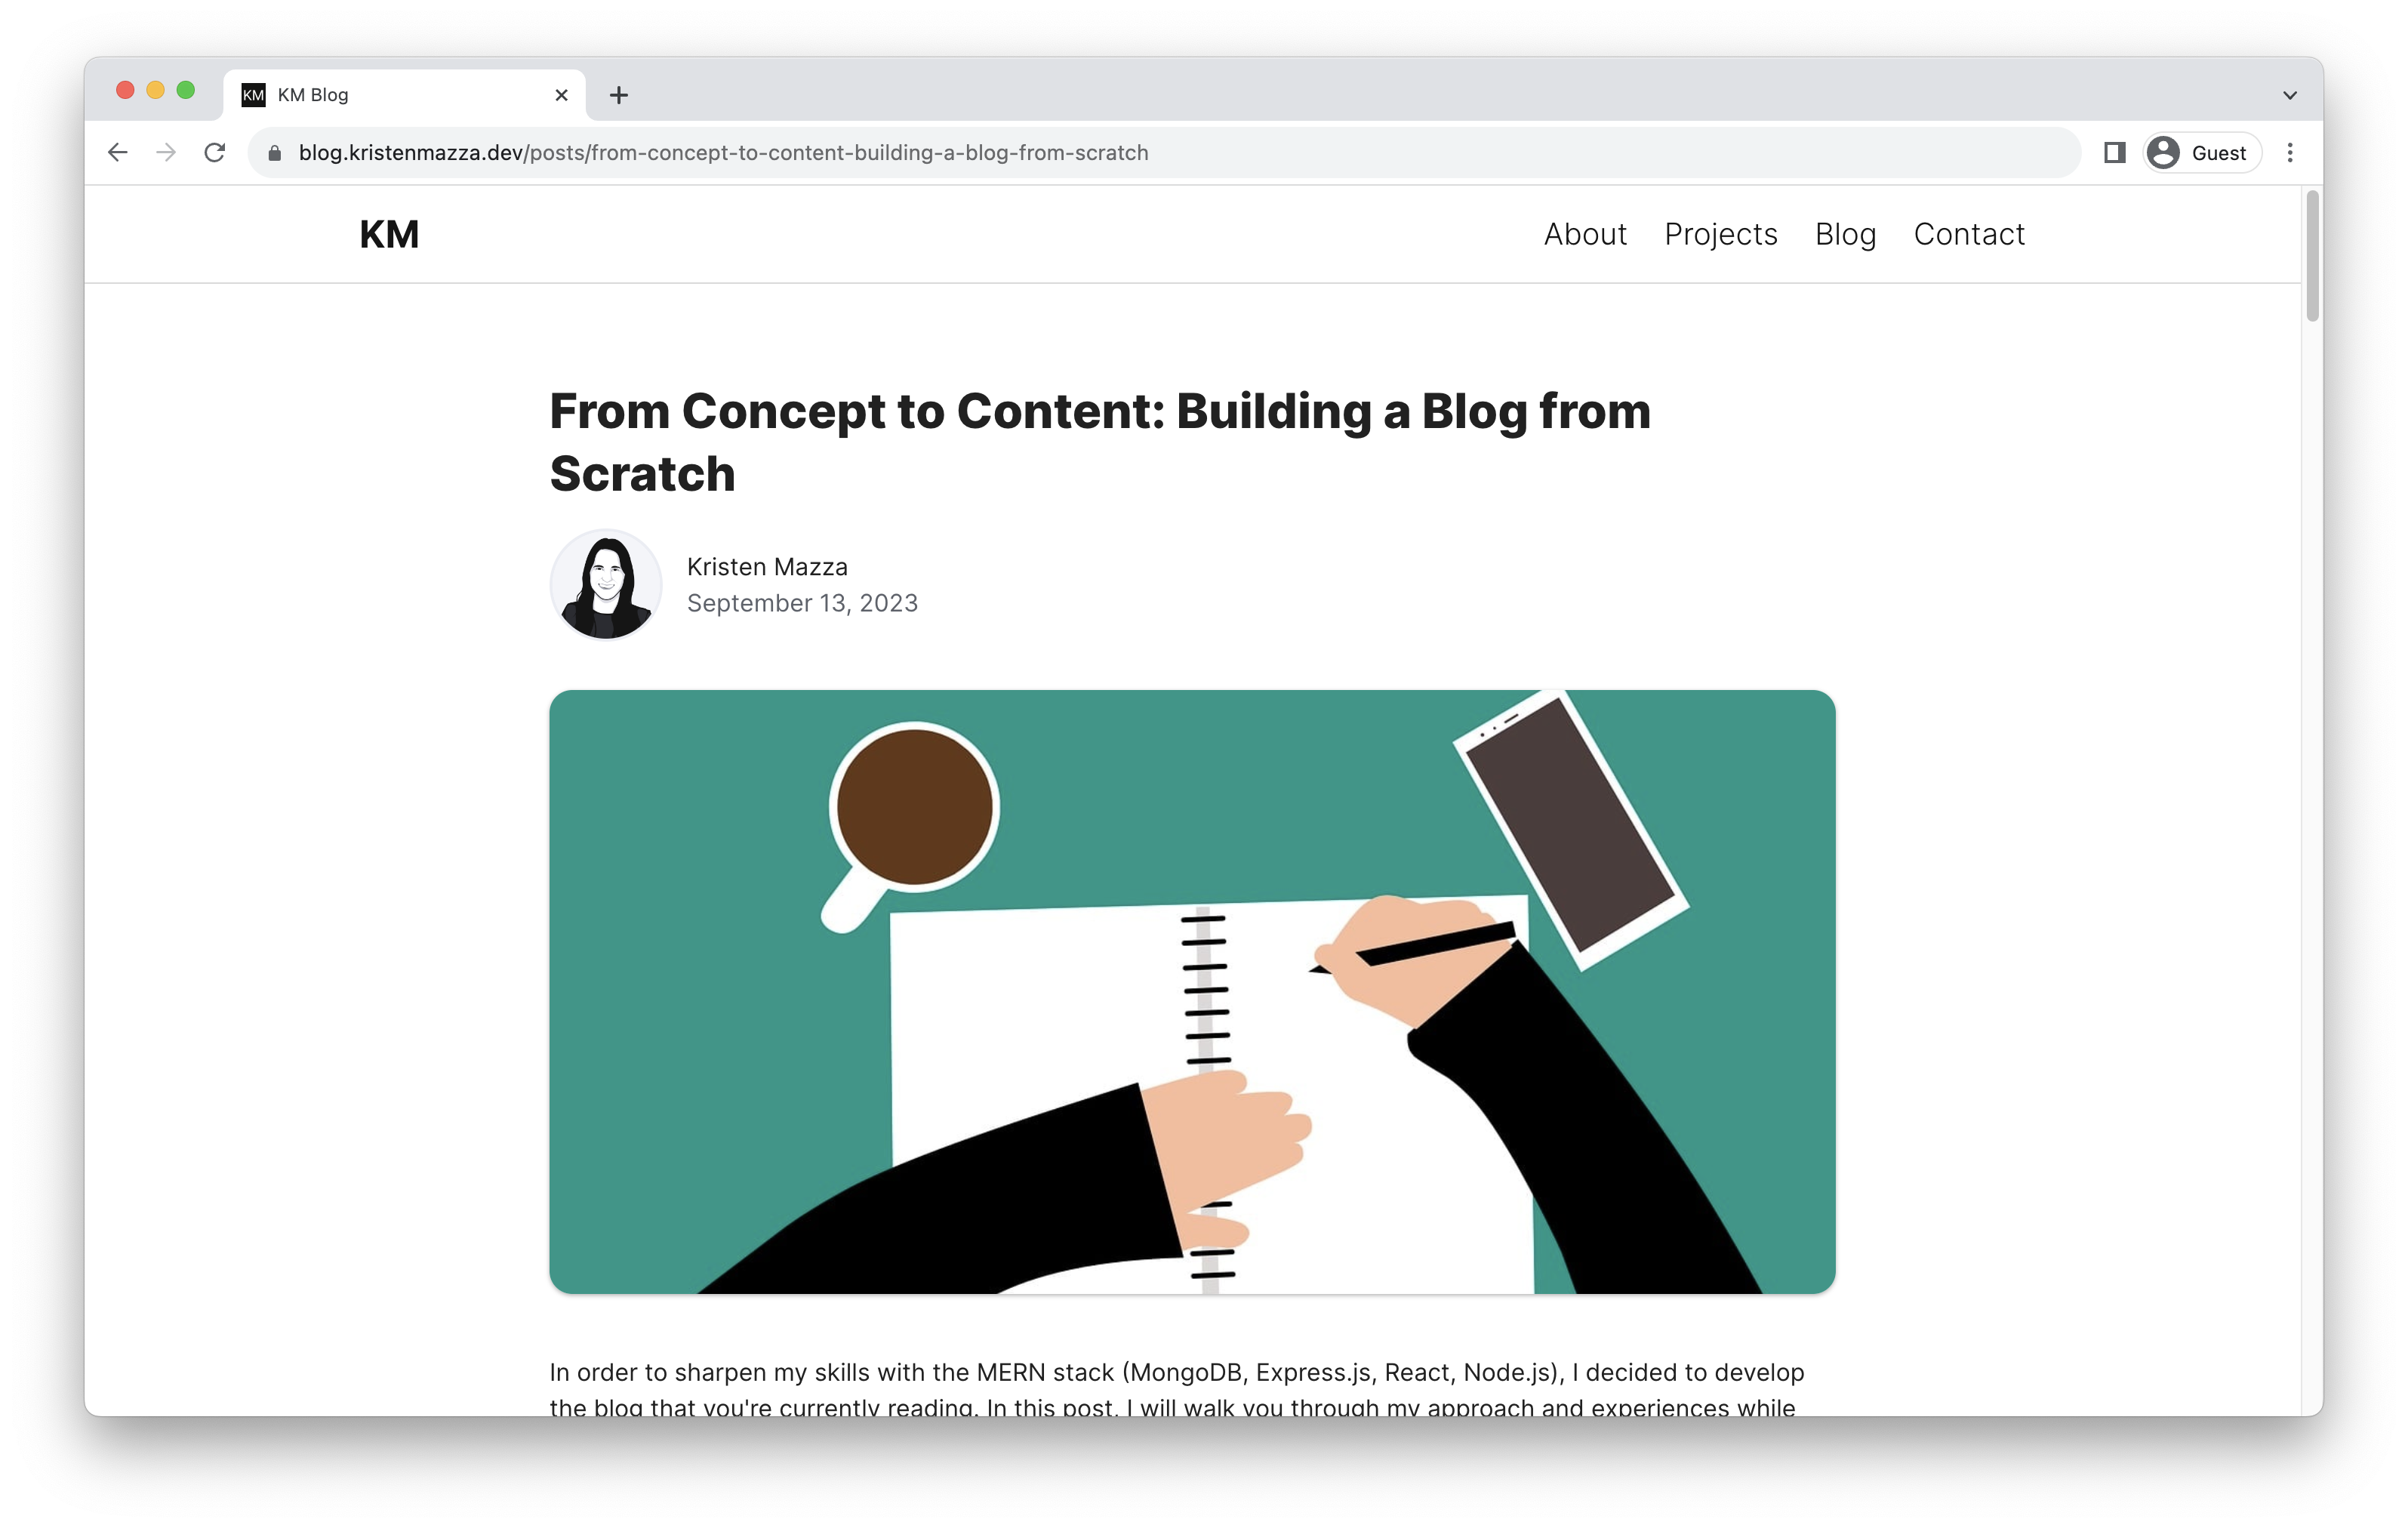 KM KM Blog
blog.kristenmazza.dev/posts/from-concept-to-content-building-a-blog-from-scratch
Guest
KM
About Projects Blog Contact
From Concept to Content: Building a Blog from
Scratch
Kristen Mazza
September 13, 2023
In order to sharpen my skills with the MERN stack (MongoDB, Express.js, React, Node.js), I decided to develop
the blog that you're currently reading. In this post, I will walk you through my approach and experiences while